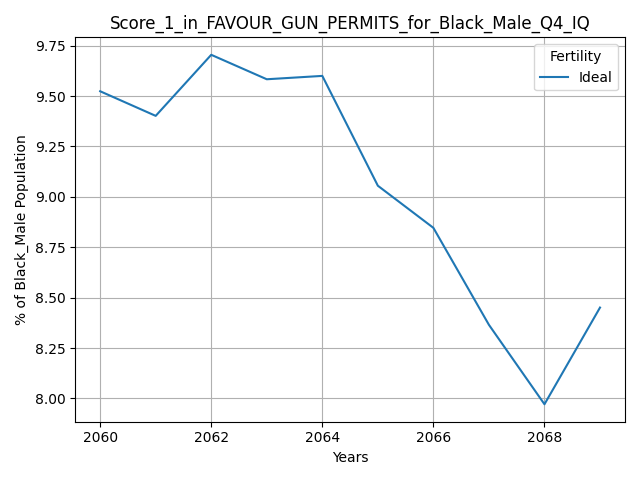 Score_1_in_FAVOUR_GUN_PERMITS_for_Black_Male_Q4_IQ
% of Black_Male Population
9.75
9.50
9.25
9.00
8.75
8.50
8.25
8.00
Fertility
Ideal
2060 2062 2064 2066 2068
Years